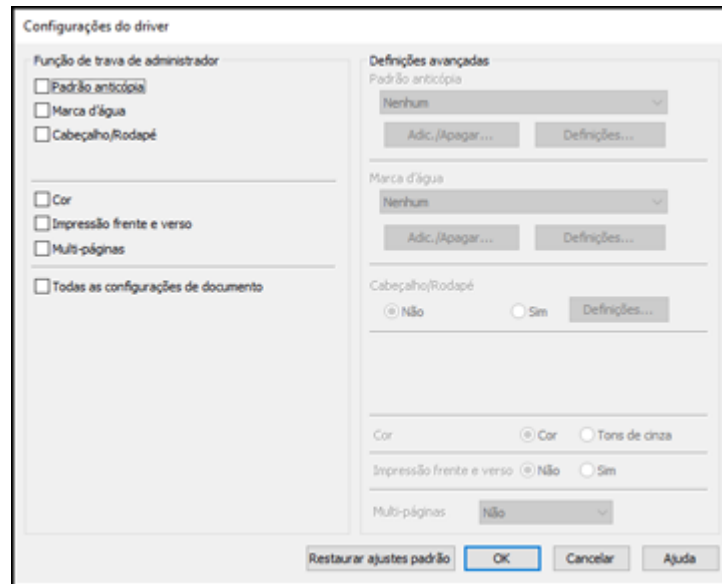 Configurações do driver
Função de trava de administrador
Padrão anticópia
Marca d'água
Cabeçalho/Rodapé
Cor
Impressão frente e verso
Multi-páginas
Todas as configurações de documento
Definições avançadas
Padrão anticópia
Nenhum
Adic./Apagar... Definições...
Marca d'água
Nenhum
Adic./Apagar... Definições...
Cabeçalho/Rodapé
Não Sim Definições...
Cor Cor Tons de cinza
Impressão frente e verso Não Sim
Multi-páginas Não
Restaurar ajustes padrão OK Cancelar Ajuda